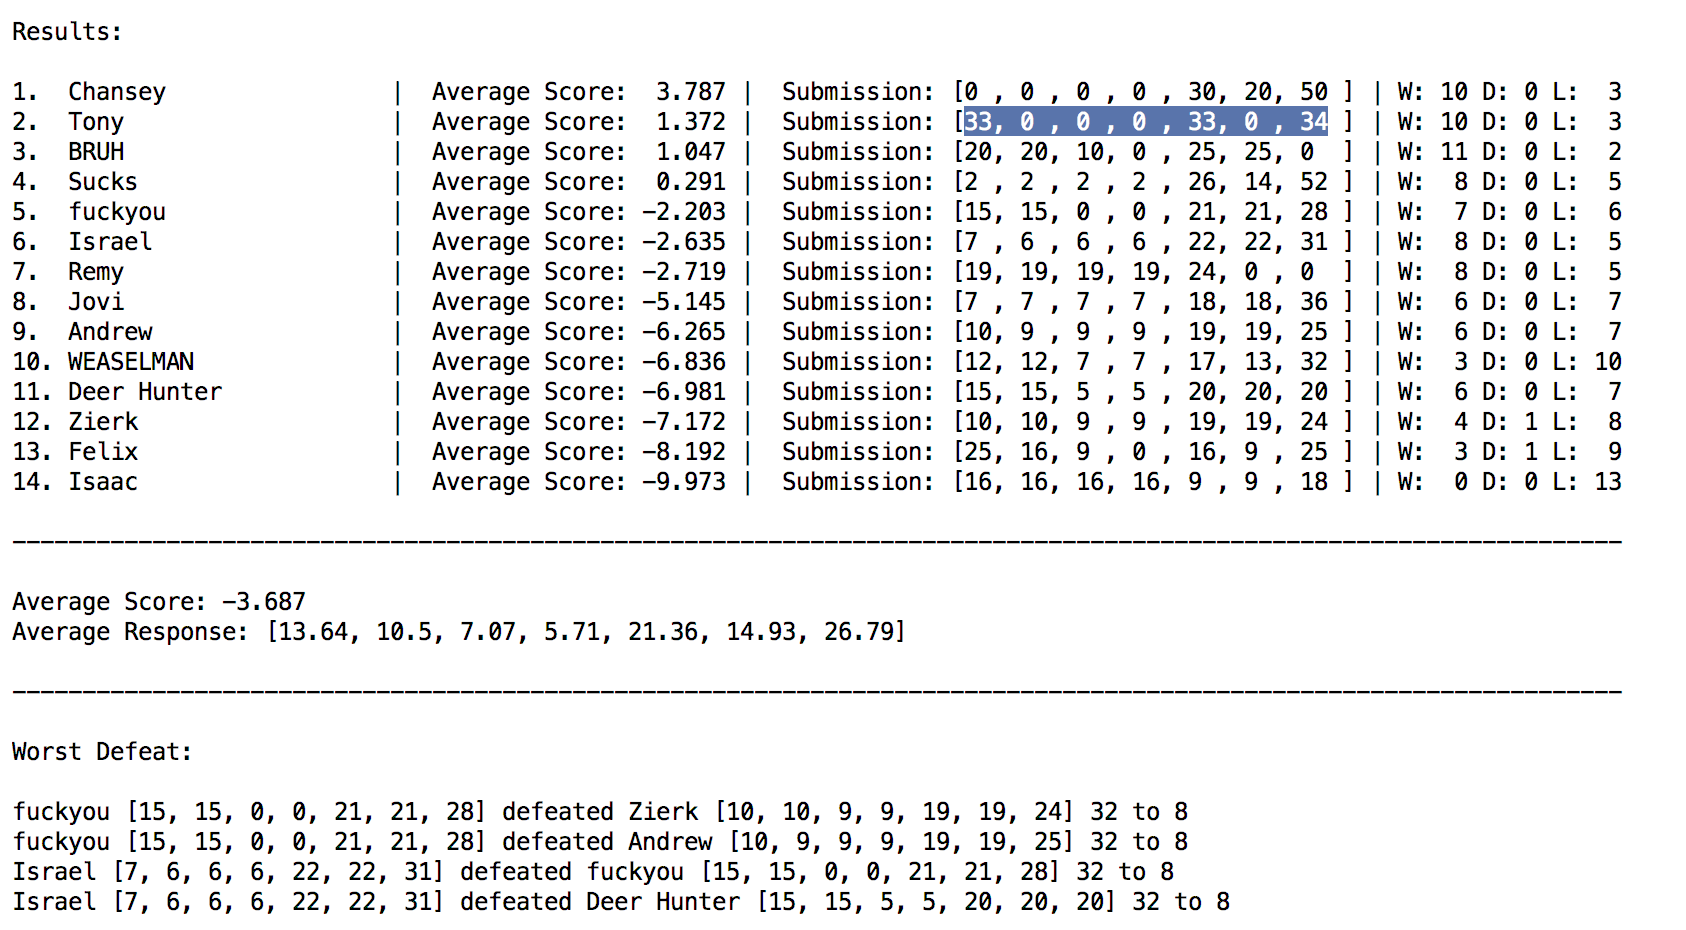 Results:
1. Chansey | Average Score: 3.787 | Submission: [0 , 0 , 0 , 0 , 30, 20, 50 ] | W: 10 D: 0 L: 3
2. Tony | Average Score: 1.372 | Submission: [33, 0 , 0 , 0 , 33, 0 , 34 ] | W: 10 D: 0 L: 3
3. BRUH | Average Score: 1.047 | Submission: [20, 20, 10, 0 , 25, 25, 0 ] | W: 11 D: 0 L: 2
4. Sucks | Average Score: 0.291 | Submission: [2 , 2 , 2 , 2 , 26, 14, 52 ] | W: 8 D: 0 L: 5
5. fuckyou | Average Score: -2.203 | Submission: [15, 15, 0 , 0 , 21, 21, 28 ] | W: 7 D: 0 L: 6
6. Israel | Average Score: -2.635 | Submission: [7 , 6 , 6 , 6 , 22, 22, 31 ] | W: 8 D: 0 L: 5
7. Remy | Average Score: -2.719 | Submission: [19, 19, 19, 19, 24, 0 , 0 ] | W: 8 D: 0 L: 5
8. Jovi | Average Score: -5.145 | Submission: [7 , 7 , 7 , 7 , 18, 18, 36 ] | W: 6 D: 0 L: 7
9. Andrew | Average Score: -6.265 | Submission: [10, 9 , 9 , 9 , 19, 19, 25 ] | W: 6 D: 0 L: 7
10. WEASELMAN | Average Score: -6.836 | Submission: [12, 12, 7 , 7 , 17, 13, 32 ] | W: 3 D: 0 L: 10
11. Deer Hunter | Average Score: -6.981 | Submission: [15, 15, 5 , 5 , 20, 20, 20 ] | W: 6 D: 0 L: 7
12. Zierk | Average Score: -7.172 | Submission: [10, 10, 9 , 9 , 19, 19, 24 ] | W: 4 D: 1 L: 8
13. Felix | Average Score: -8.192 | Submission: [25, 16, 9 , 0 , 16, 9 , 25 ] | W: 3 D: 1 L: 9
14. Isaac | Average Score: -9.973 | Submission: [16, 16, 16, 16, 9 , 9 , 18 ] | W: 0 D: 0 L: 13
Average Score: -3.687
Average Response: [13.64, 10.5, 7.07, 5.71, 21.36, 14.93, 26.79]
Worst Defeat:
fuckyou [15, 15, 0, 0, 21, 21, 28] defeated Zierk [10, 10, 9, 9, 19, 19, 24] 32 to 8
fuckyou [15, 15, 0, 0, 21, 21, 28] defeated Andrew [10, 9, 9, 9, 19, 19, 25] 32 to 8
Israel [7, 6, 6, 6, 22, 22, 31] defeated fuckyou [15, 15, 0, 0, 21, 21, 28] 32 to 8
Israel [7, 6, 6, 6, 22, 22, 31] defeated Deer Hunter [15, 15, 5, 5, 20, 20, 20] 32 to 8